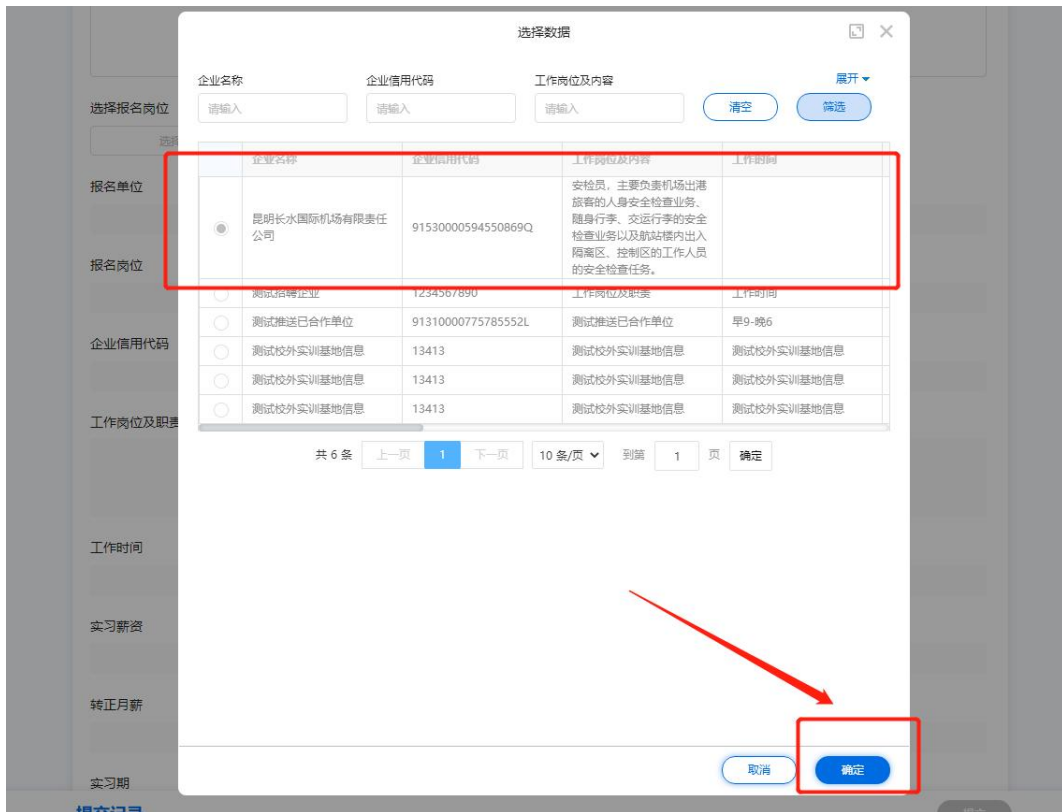 选择数据
企业名称
企业信用代码
工作岗位及内容
展开
请输入
请输入
请输入
清空
筛选
企业名称 企业信用代码 工作岗位及内容 工作时间
昆明长水国际机场有限责任
公司
91530000594550869Q
安检员，主要负责机场出港
旅客的人身安全检查业务、
随身行李、交运行李的安全
检查业务以及航站楼内出入
隔离区、控制区的工作人员
的安全检查任务。
测试招聘企业 1234567890 工作岗位及职责 工作时间
测试推送已合作单位 91310000775785552L 测试推送已合作单位 早9-晚6
测试校外实训基地信息 13413 测试校外实训基地信息 测试校外实训基地信息
测试校外实训基地信息 13413 测试校外实训基地信息 测试校外实训基地信息
测试校外实训基地信息 13413 测试校外实训基地信息 测试校外实训基地信息
共 6 条 上一页 1 下一页 10 条/页 到第 1 页 确定
取消
确定
选择报名岗位
选择
报名单位
报名岗位
企业信用代码
工作岗位及职责
工作时间
实习薪资
转正月薪
实习期
提交记录